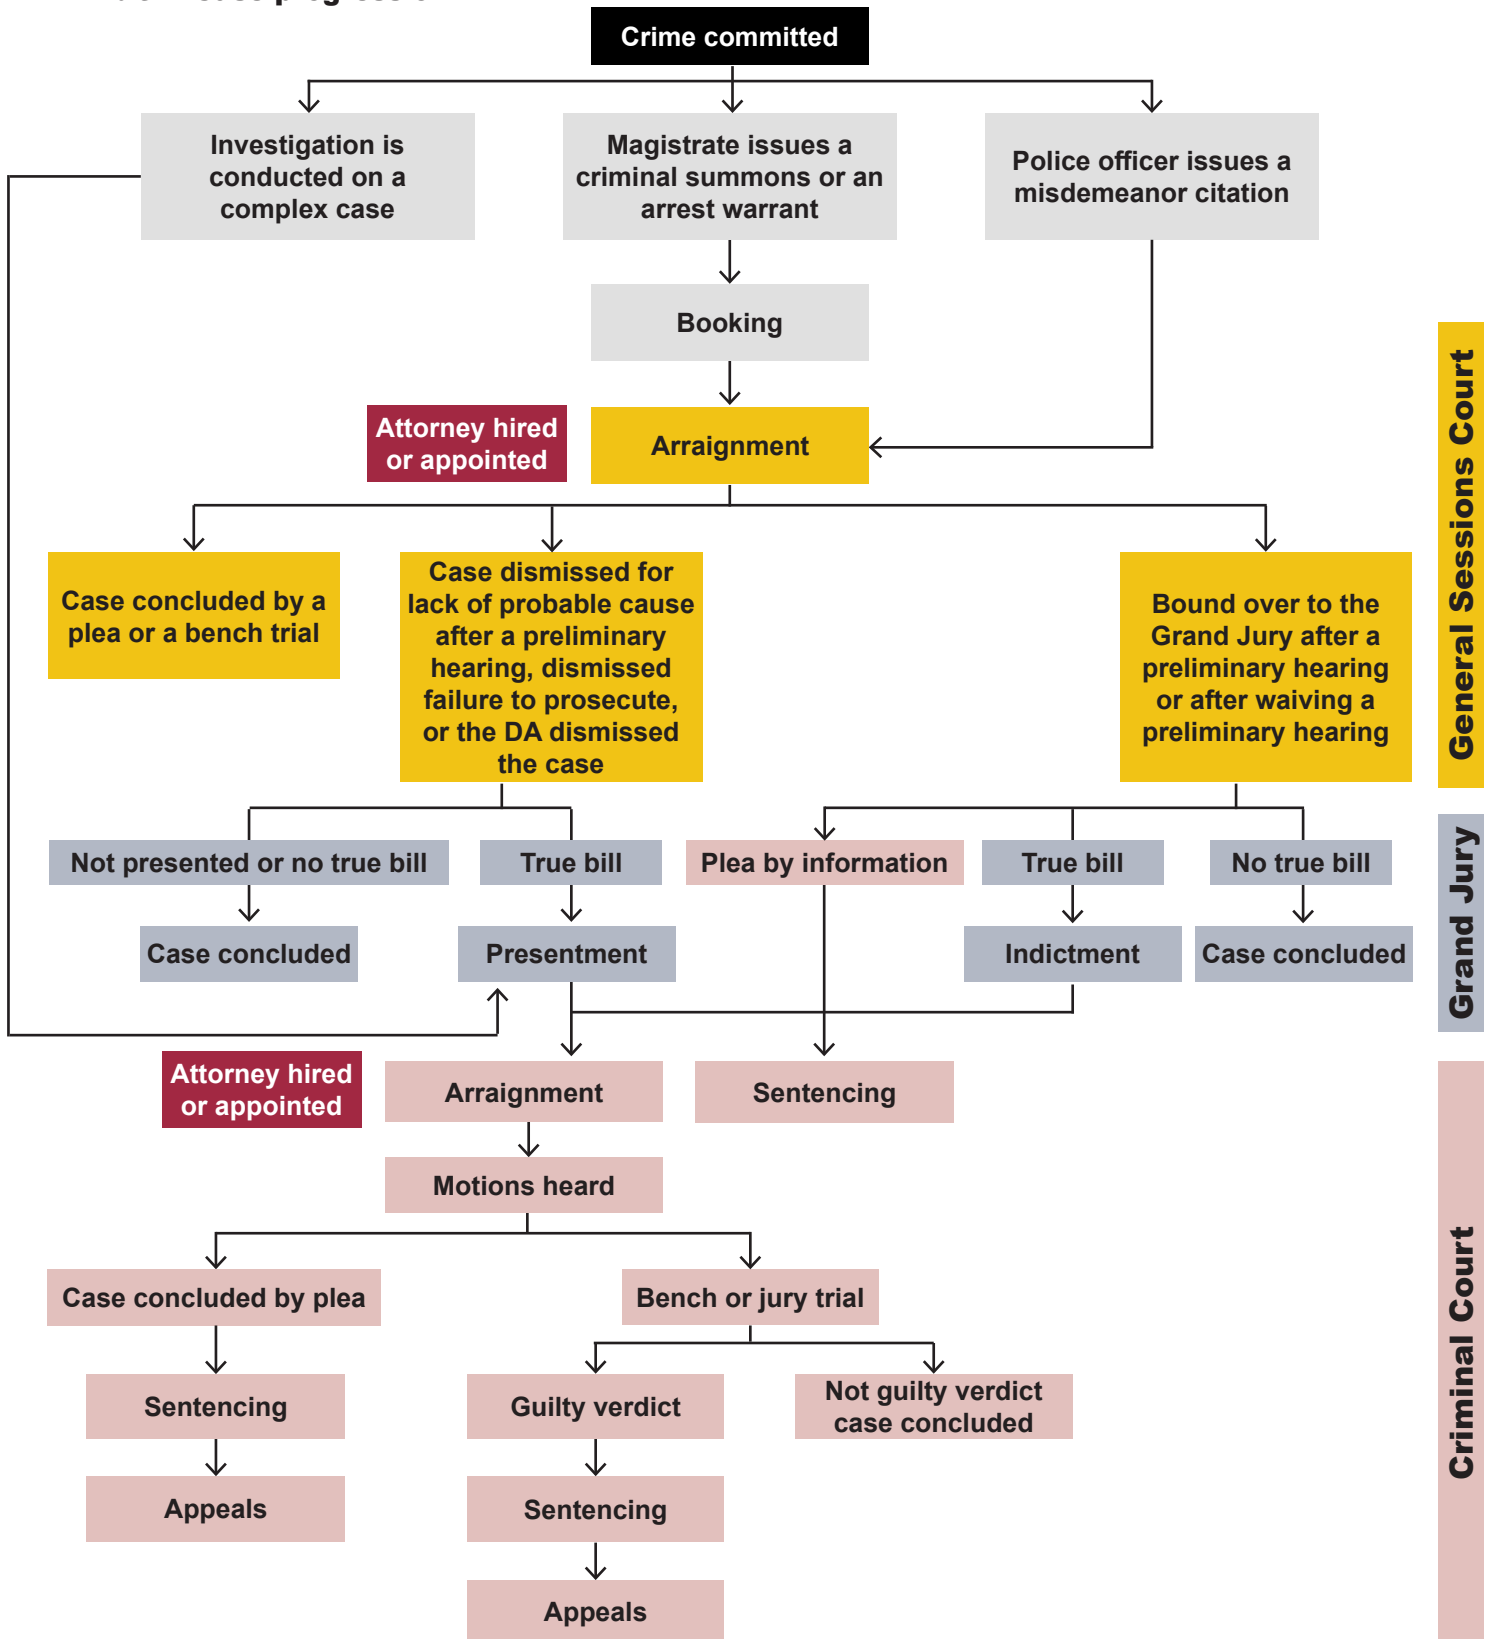 Crime committed
Investigation is
conducted on a
complex case
Magistrate issues a
criminal summons or an
arrest warrant
Police officer issues a
misdemeanor citation
Booking
Attorney hired
or appointed
Arraignment
General Sessions Court
Case concluded by a
plea or a bench trial
Case dismissed for
lack of probable cause
after a preliminary
hearing, dismissed
failure to prosecute,
or the DA dismissed
the case
Bound over to the
Grand Jury after a
preliminary hearing
or after waiving a
preliminary hearing
Not presented or no true bill
True bill
Plea by information
True bill
No true bill
Grand Jury
Case concluded
Presentment
Indictment
Case concluded
Attorney hired
or appointed
Arraignment
Sentencing
Motions heard
Criminal Court
Case concluded by plea
Bench or jury trial
Sentencing
Guilty verdict
Not guilty verdict
case concluded
Appeals
Sentencing
Appeals